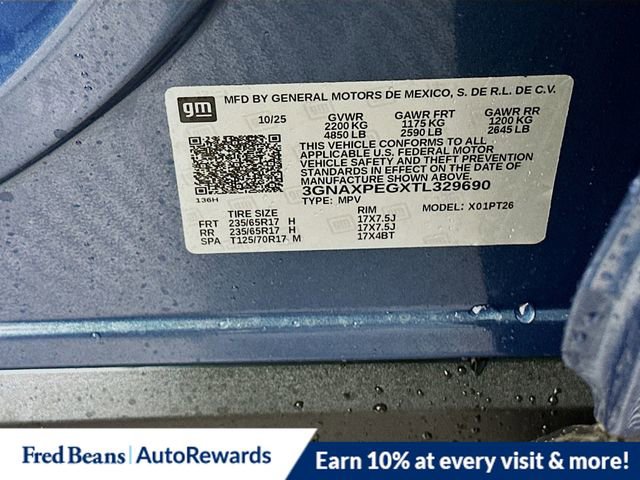 gm
MFD BY GENERAL MOTORS DE MEXICO, S. DE R.L. DE C.V.
10/25 GVWR GAWR FRT GAWR RR
2200 KG 1175 KG 1200 KG
4850 LB 2590 LB 2645 LB
THIS VEHICLE CONFORMS TO ALL
APPLICABLE U.S. FEDERAL MOTOR
VEHICLE SAFETY AND THEFT PREVENTION
STANDARDS IN EFFECT ON THE DATE OF
MANUFACTURE SHOWN ABOVE.
3GNAXPEGXTL329690
136H
TYPE: MPV MODEL: X01PT26
TIRE SIZE RIM
FRT 235/65R17 H 17X7.5J
RR 235/65R17 H 17X7.5J
SPA T125/70R17 M 17X4BT
Fred Beans | AutoRewards
Earn 10% at every visit & more!